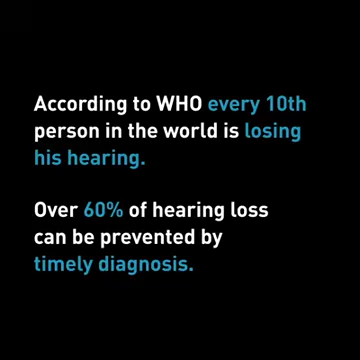 According to WHO every 10th
person in the world is losing
his hearing.
Over 60% of hearing loss
can be prevented by
timely diagnosis.